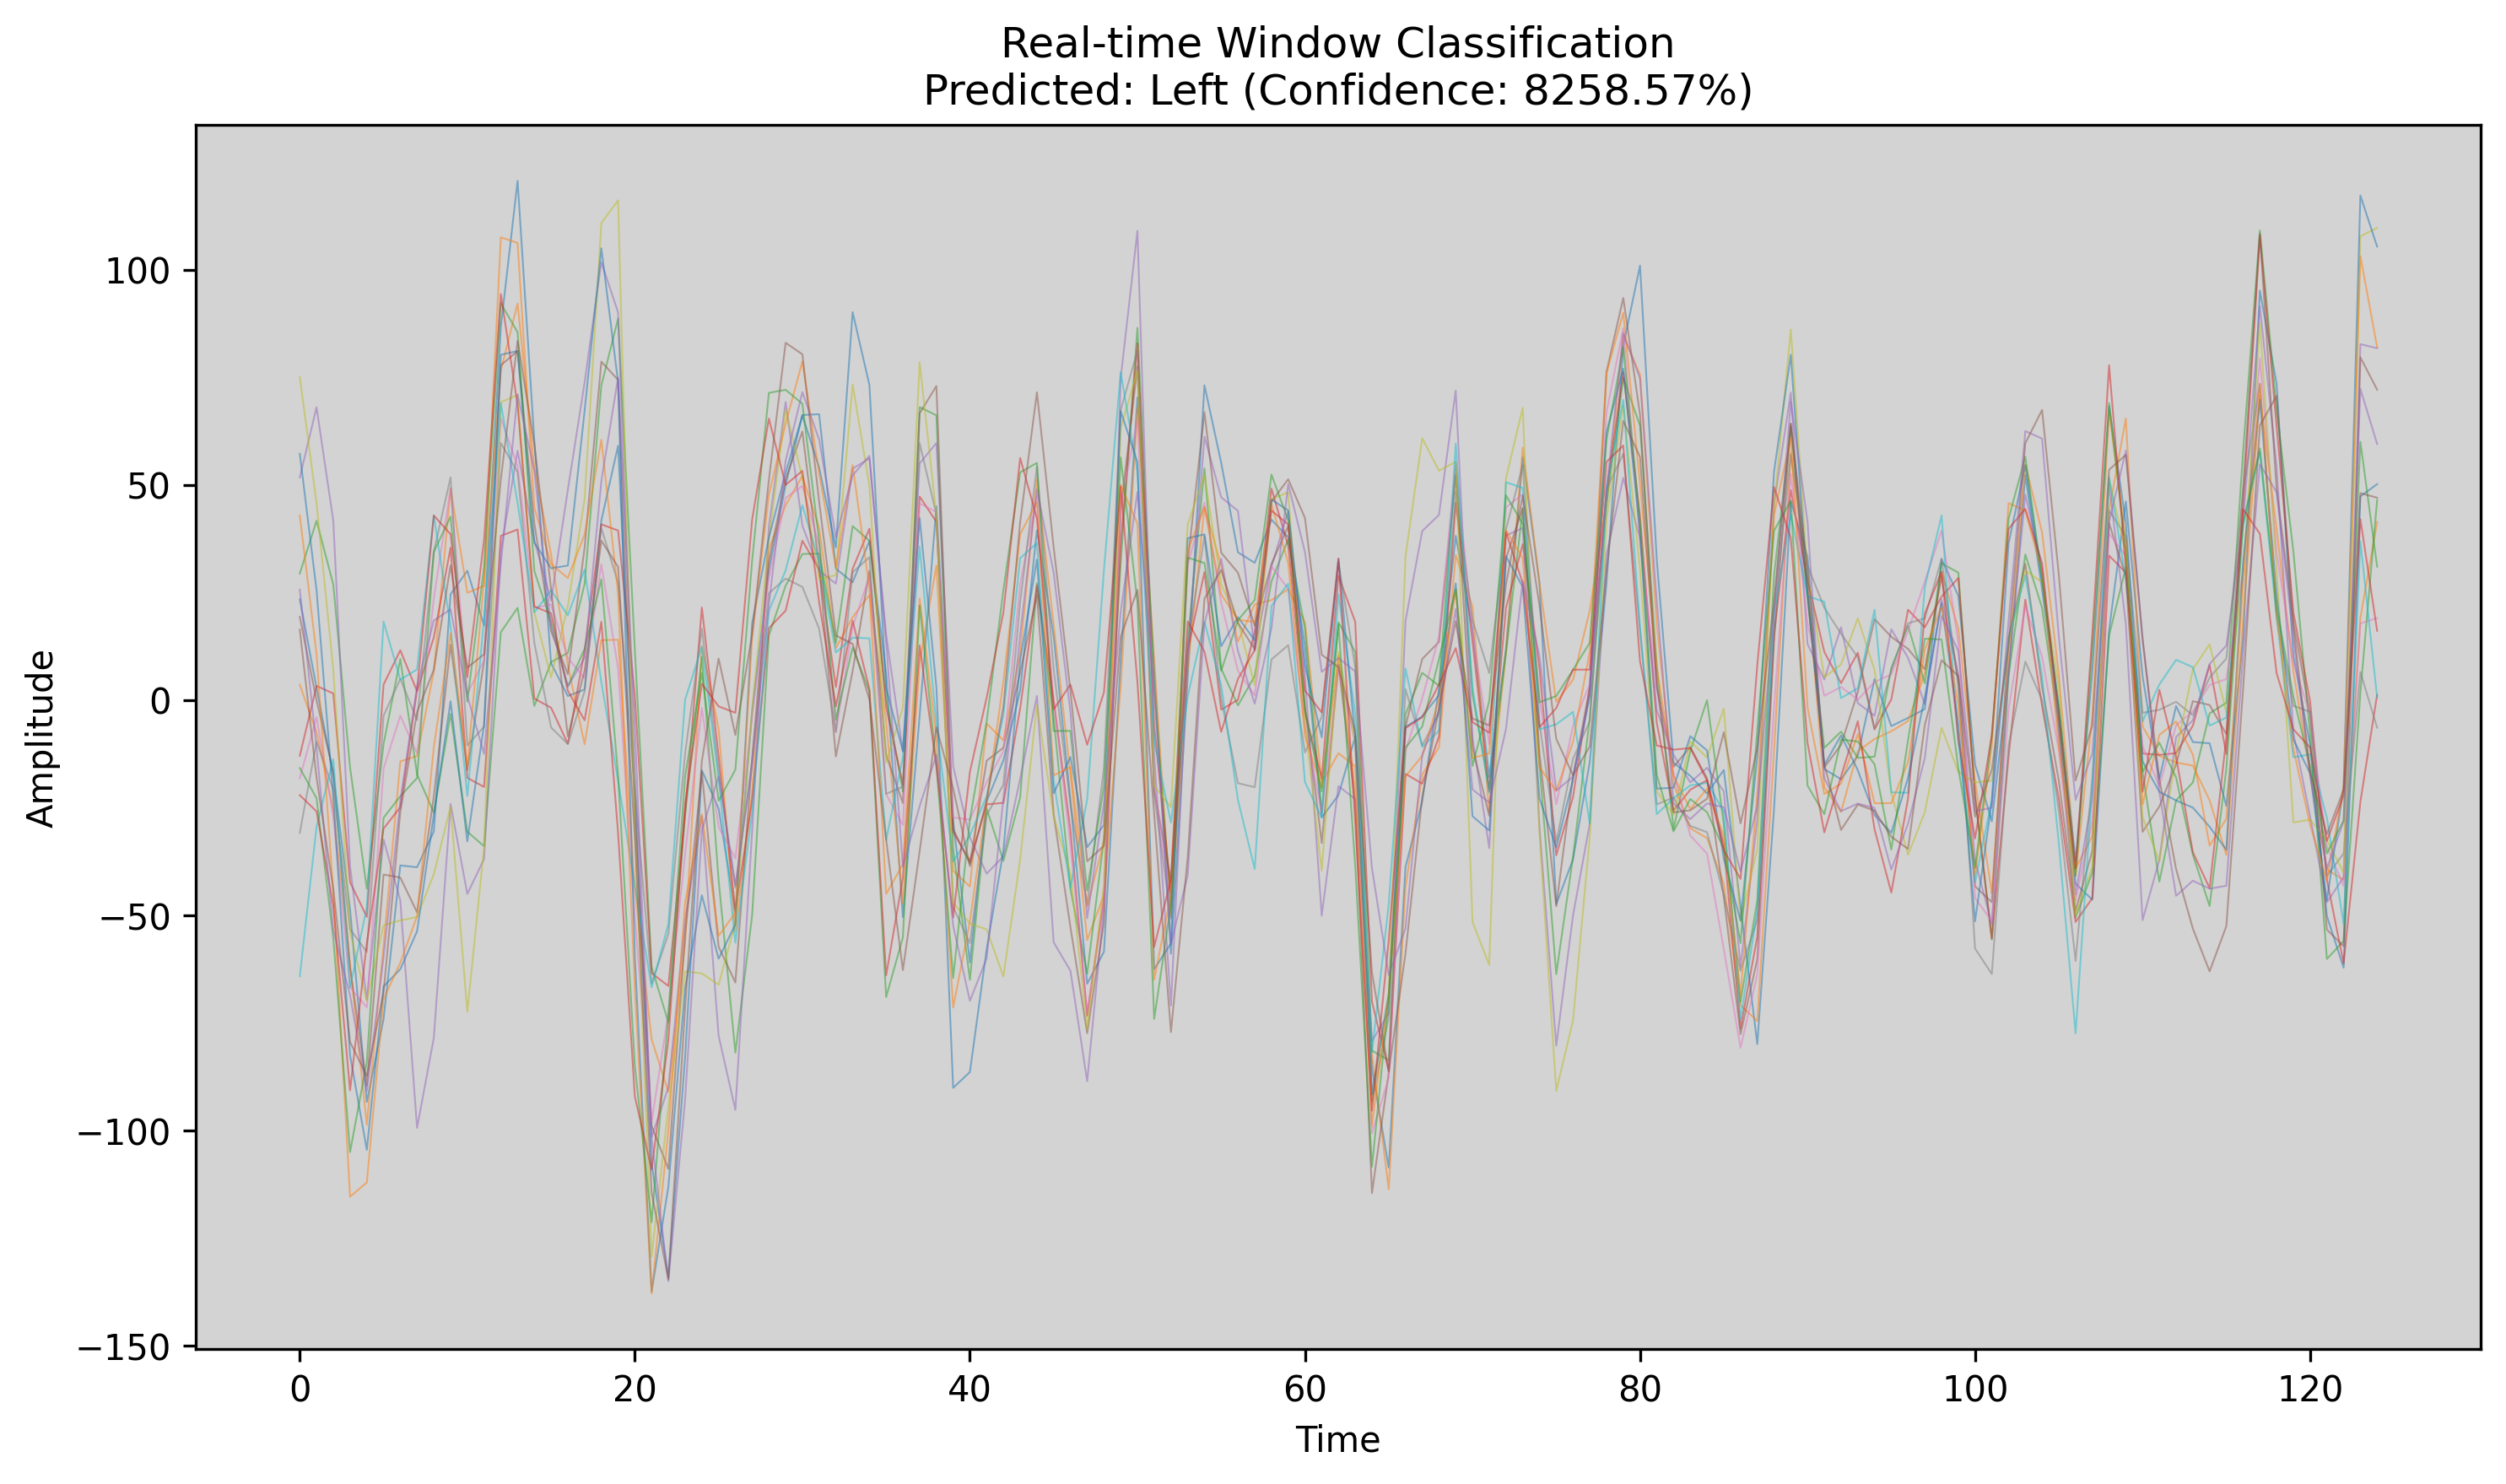 Real-time Window Classification
Predicted: Left (Confidence: 8258.57%)
Amplitude
100
50
0
−50
−100
−150
0 20 40 60 80 100 120
Time